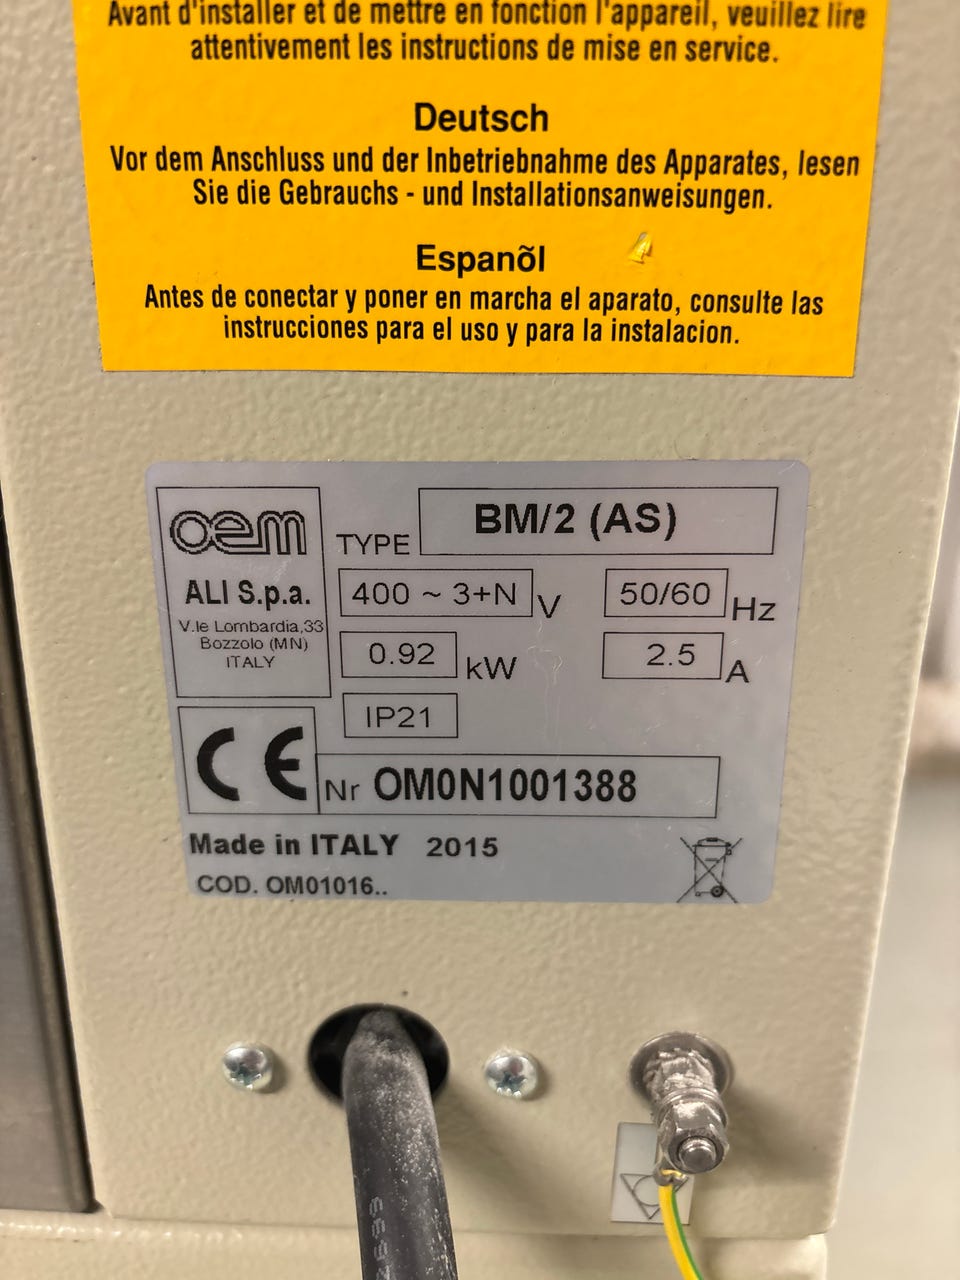 Avant d'installer et de mettre en fonction l'appareil, veuillez lire
attentivement les instructions de mise en service.
Deutsch
Vor dem Anschluss und der Inbetriebnahme des Apparates, lesen
Sie die Gebrauchs - und Installationsanweisungen.
Espanõl
Antes de conectar y poner en marcha el aparato, consulte las
instrucciones para el uso y para la instalacion.
oem
ALI S.p.a.
V.le Lombardia,33
Bozzolo (MN)
ITALY
TYPE BM/2 (AS)
400 ~ 3+N V 50/60 Hz
0.92 kW 2.5 A
IP21
CE
Nr OM0N1001388
Made in ITALY 2015
COD. OM01016..